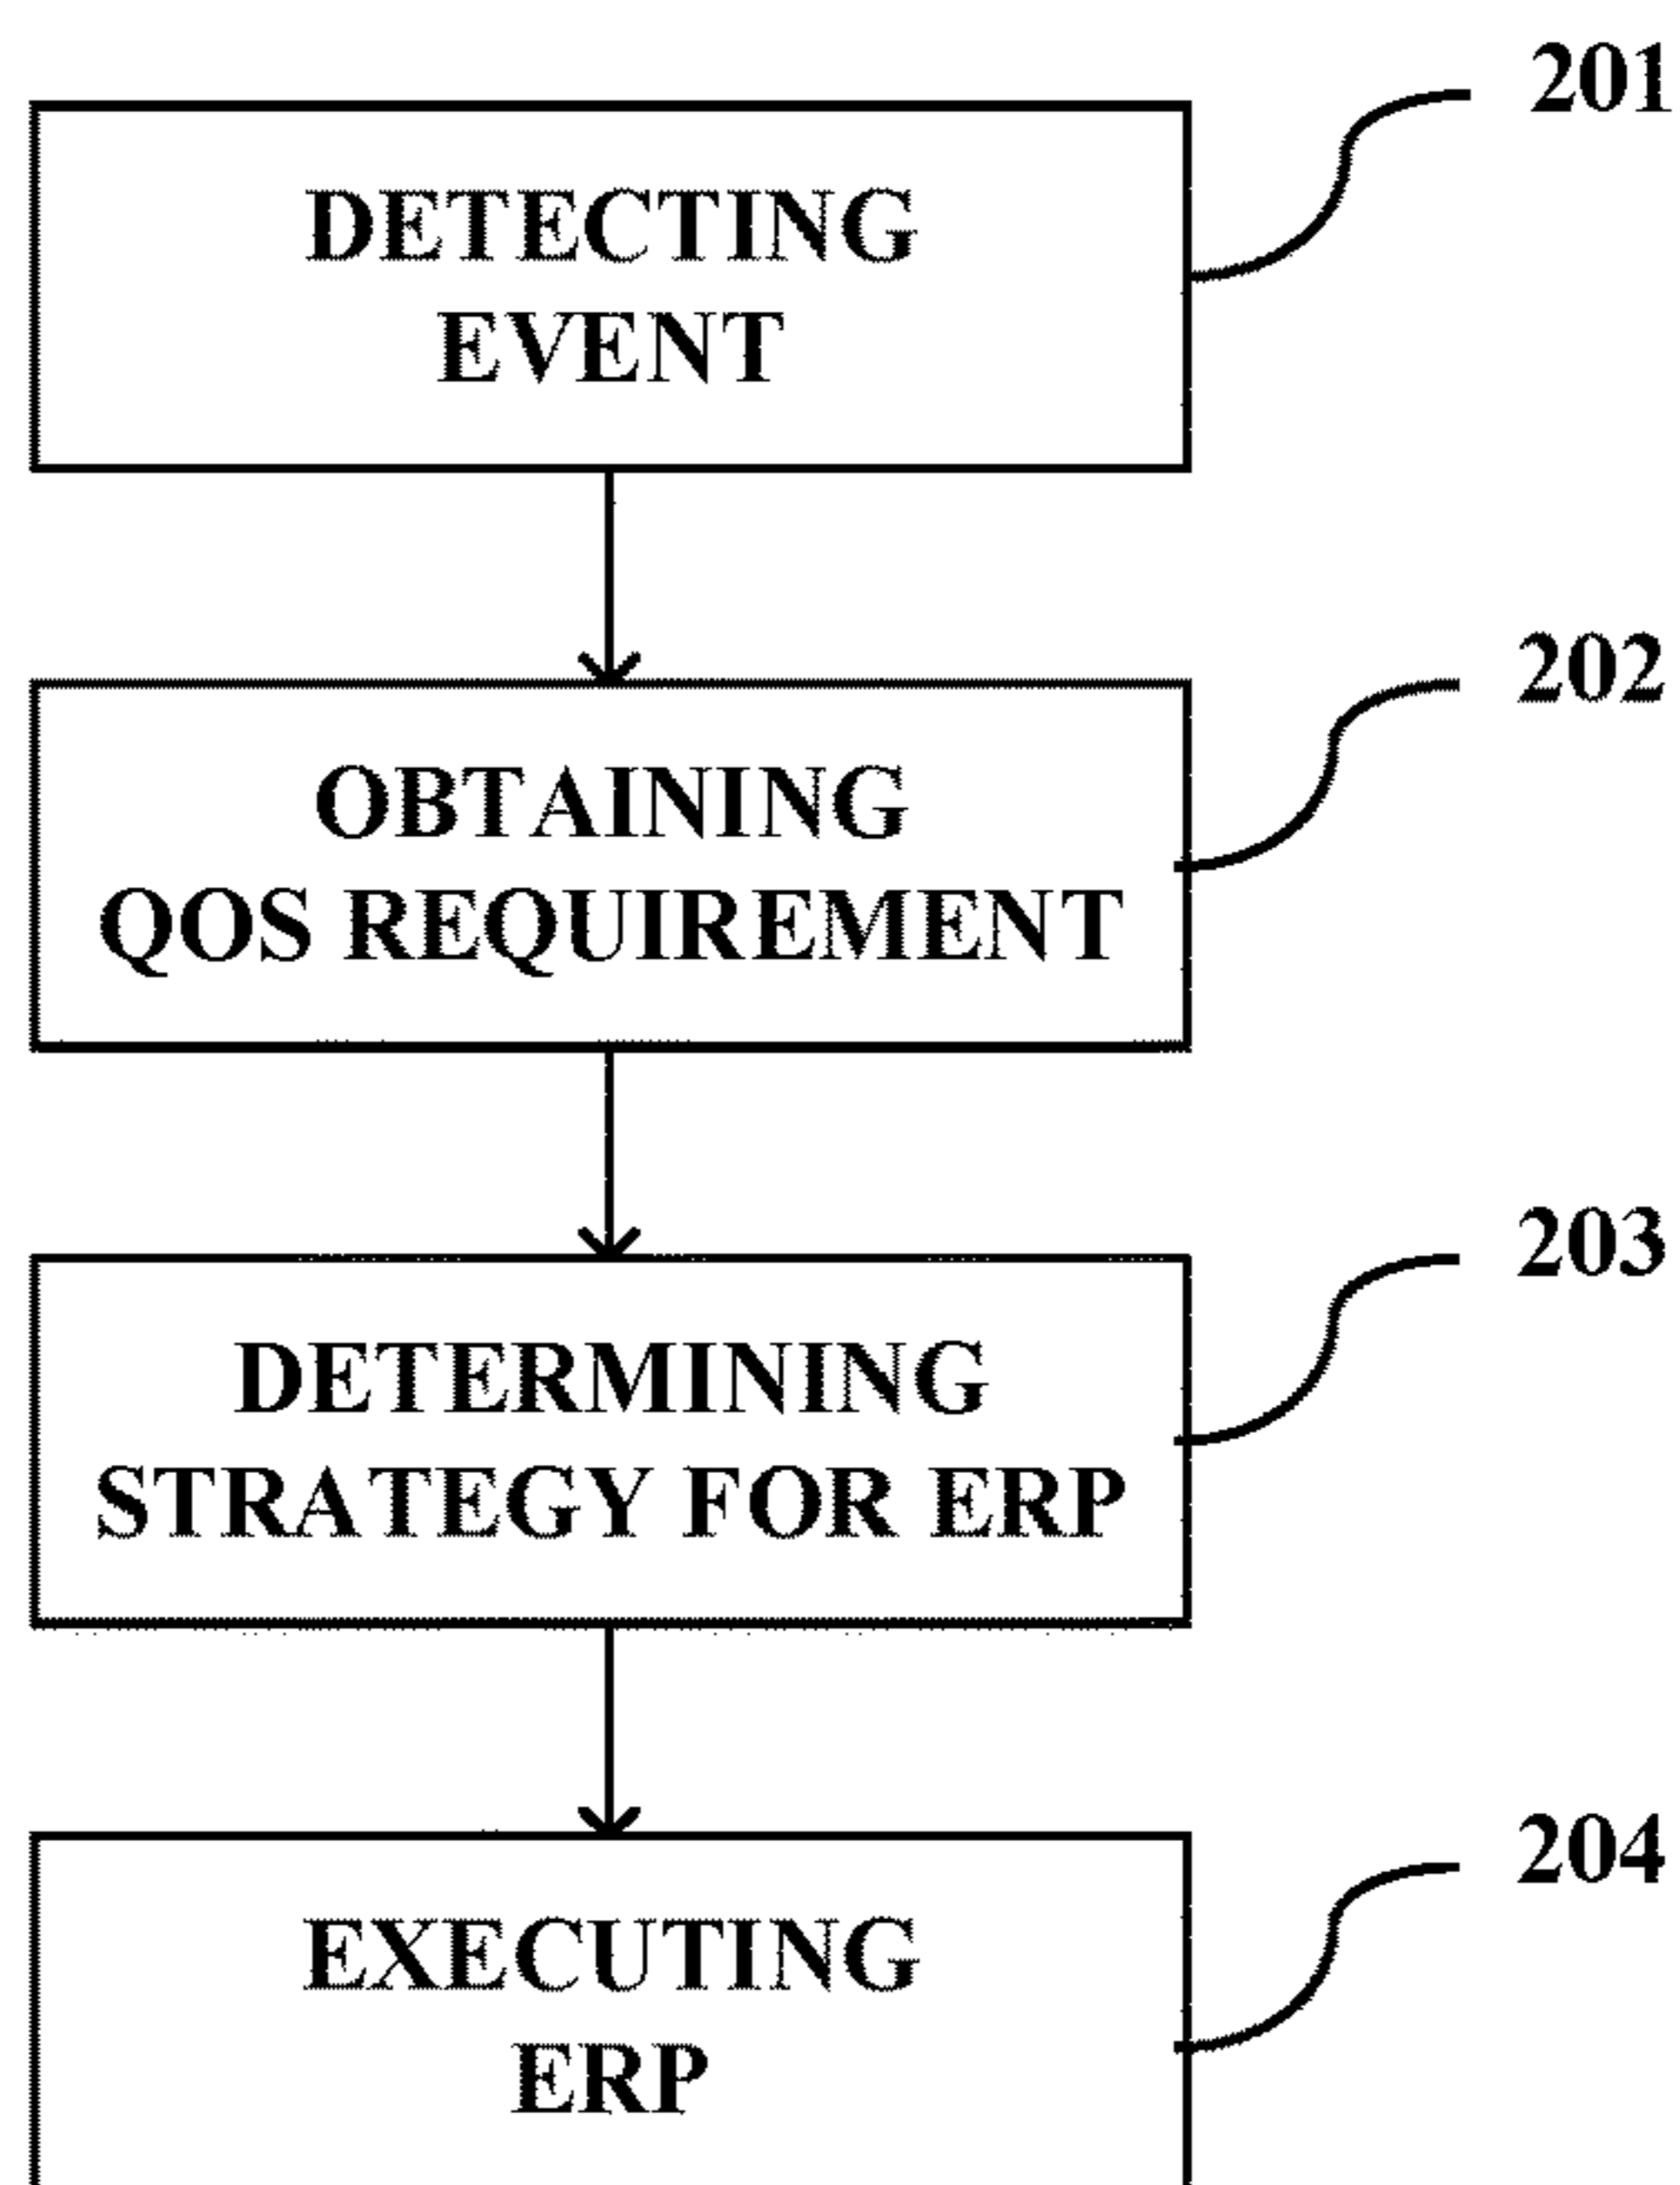 201
DETECTING
EVENT
202
OBTAINING
QOS REQUIREMENT
203
DETERMINING
STRATEGY FOR ERP
204
EXECUTING
ERP